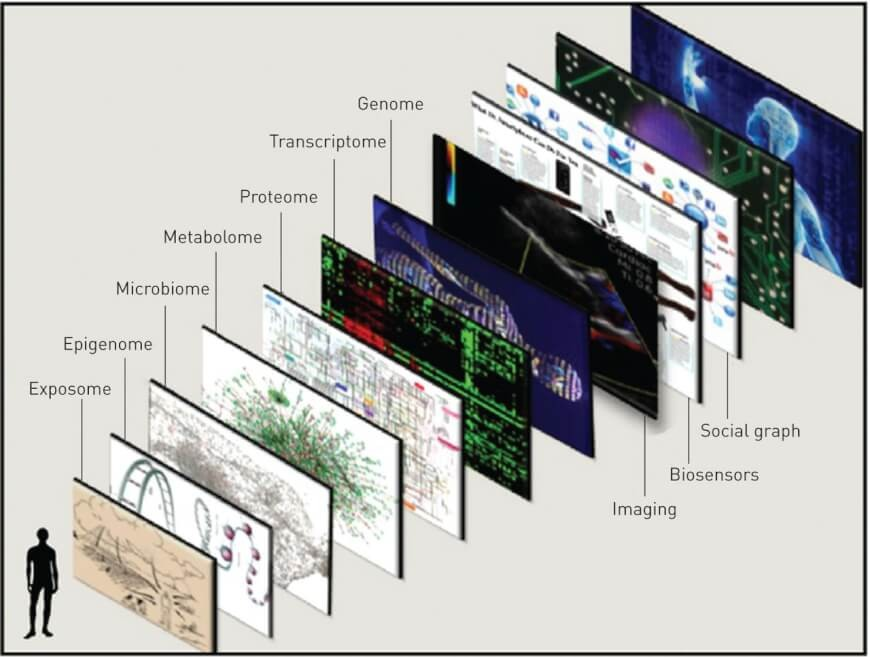 Genome
Transcriptome
Proteome
Metabolome
Microbiome
Epigenome
Exposome
Social graph
Biosensors
Imaging